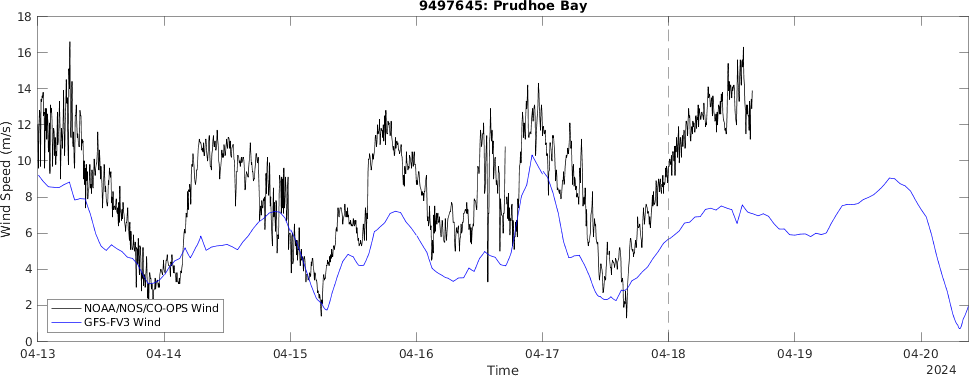 9497645: Prudhoe Bay
Wind Speed (m/s)
18
16
14
12
10
8
6
4
2
0
NOAA/NOS/CO-OPS Wind
GFS-FV3 Wind
04-13 04-14 04-15 04-16 04-17 04-18 04-19 04-20
Time
2024